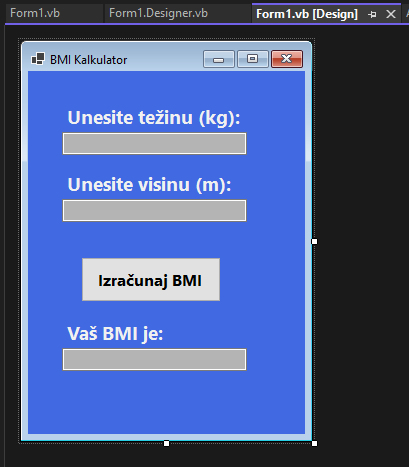 Form1.vb Form1.Designer.vb Form1.vb [Design]
BMI Kalkulator
Unesite težinu (kg):
Unesite visinu (m):
Izračunaj BMI
Vaš BMI je: